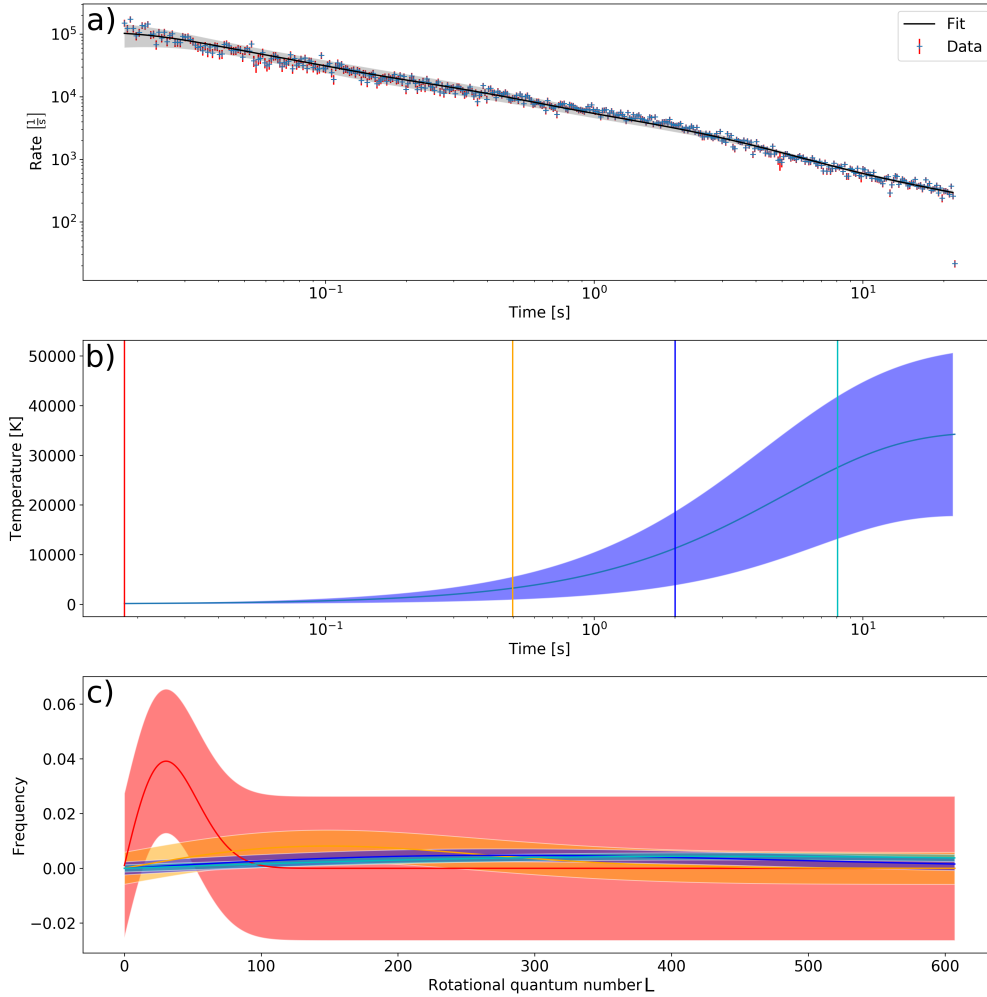 a)
Fit
Data
10⁵
10⁴
10³
10²
Rate [1/s]
10⁻¹ 10⁰ 10¹
Time [s]
b)
50000
40000
30000
20000
10000
0
Temperature [K]
10⁻¹ 10⁰ 10¹
Time [s]
c)
0.06
0.04
0.02
0.00
−0.02
Frequency
0 100 200 300 400 500 600
Rotational quantum number L